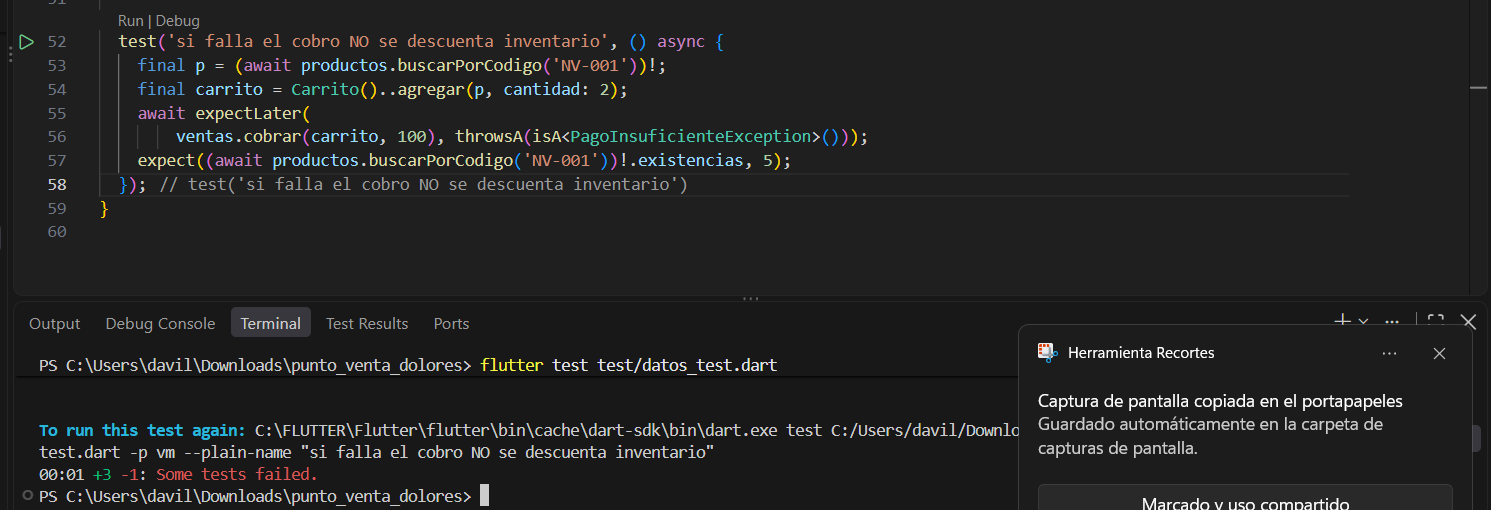 Run | Debug
52 test('si falla el cobro NO se descuenta inventario', () async {
53 final p = (await productos.buscarPorCodigo('NV-001'))!;
54 final carrito = Carrito()..agregar(p, cantidad: 2);
55 await expectLater(
56 ventas.cobrar(carrito, 100), throwsA(isA<PagoInsuficienteException>()));
57 expect((await productos.buscarPorCodigo('NV-001'))!.existencias, 5);
58 }); // test('si falla el cobro NO se descuenta inventario')
59 }
60
Output Debug Console Terminal Test Results Ports
PS C:\Users\davil\Downloads\punto_venta_dolores> flutter test test/datos_test.dart
To run this test again: C:\FLUTTER\Flutter\flutter\bin\cache\dart-sdk\bin\dart.exe test C:/Users/davil/Downlo
test.dart -p vm --plain-name "si falla el cobro NO se descuenta inventario"
00:01 +3 -1: Some tests failed.
PS C:\Users\davil\Downloads\punto_venta_dolores>
Herramienta Recortes
Captura de pantalla copiada en el portapapeles
Guardado automáticamente en la carpeta de
capturas de pantalla.
Marcado y uso compartido